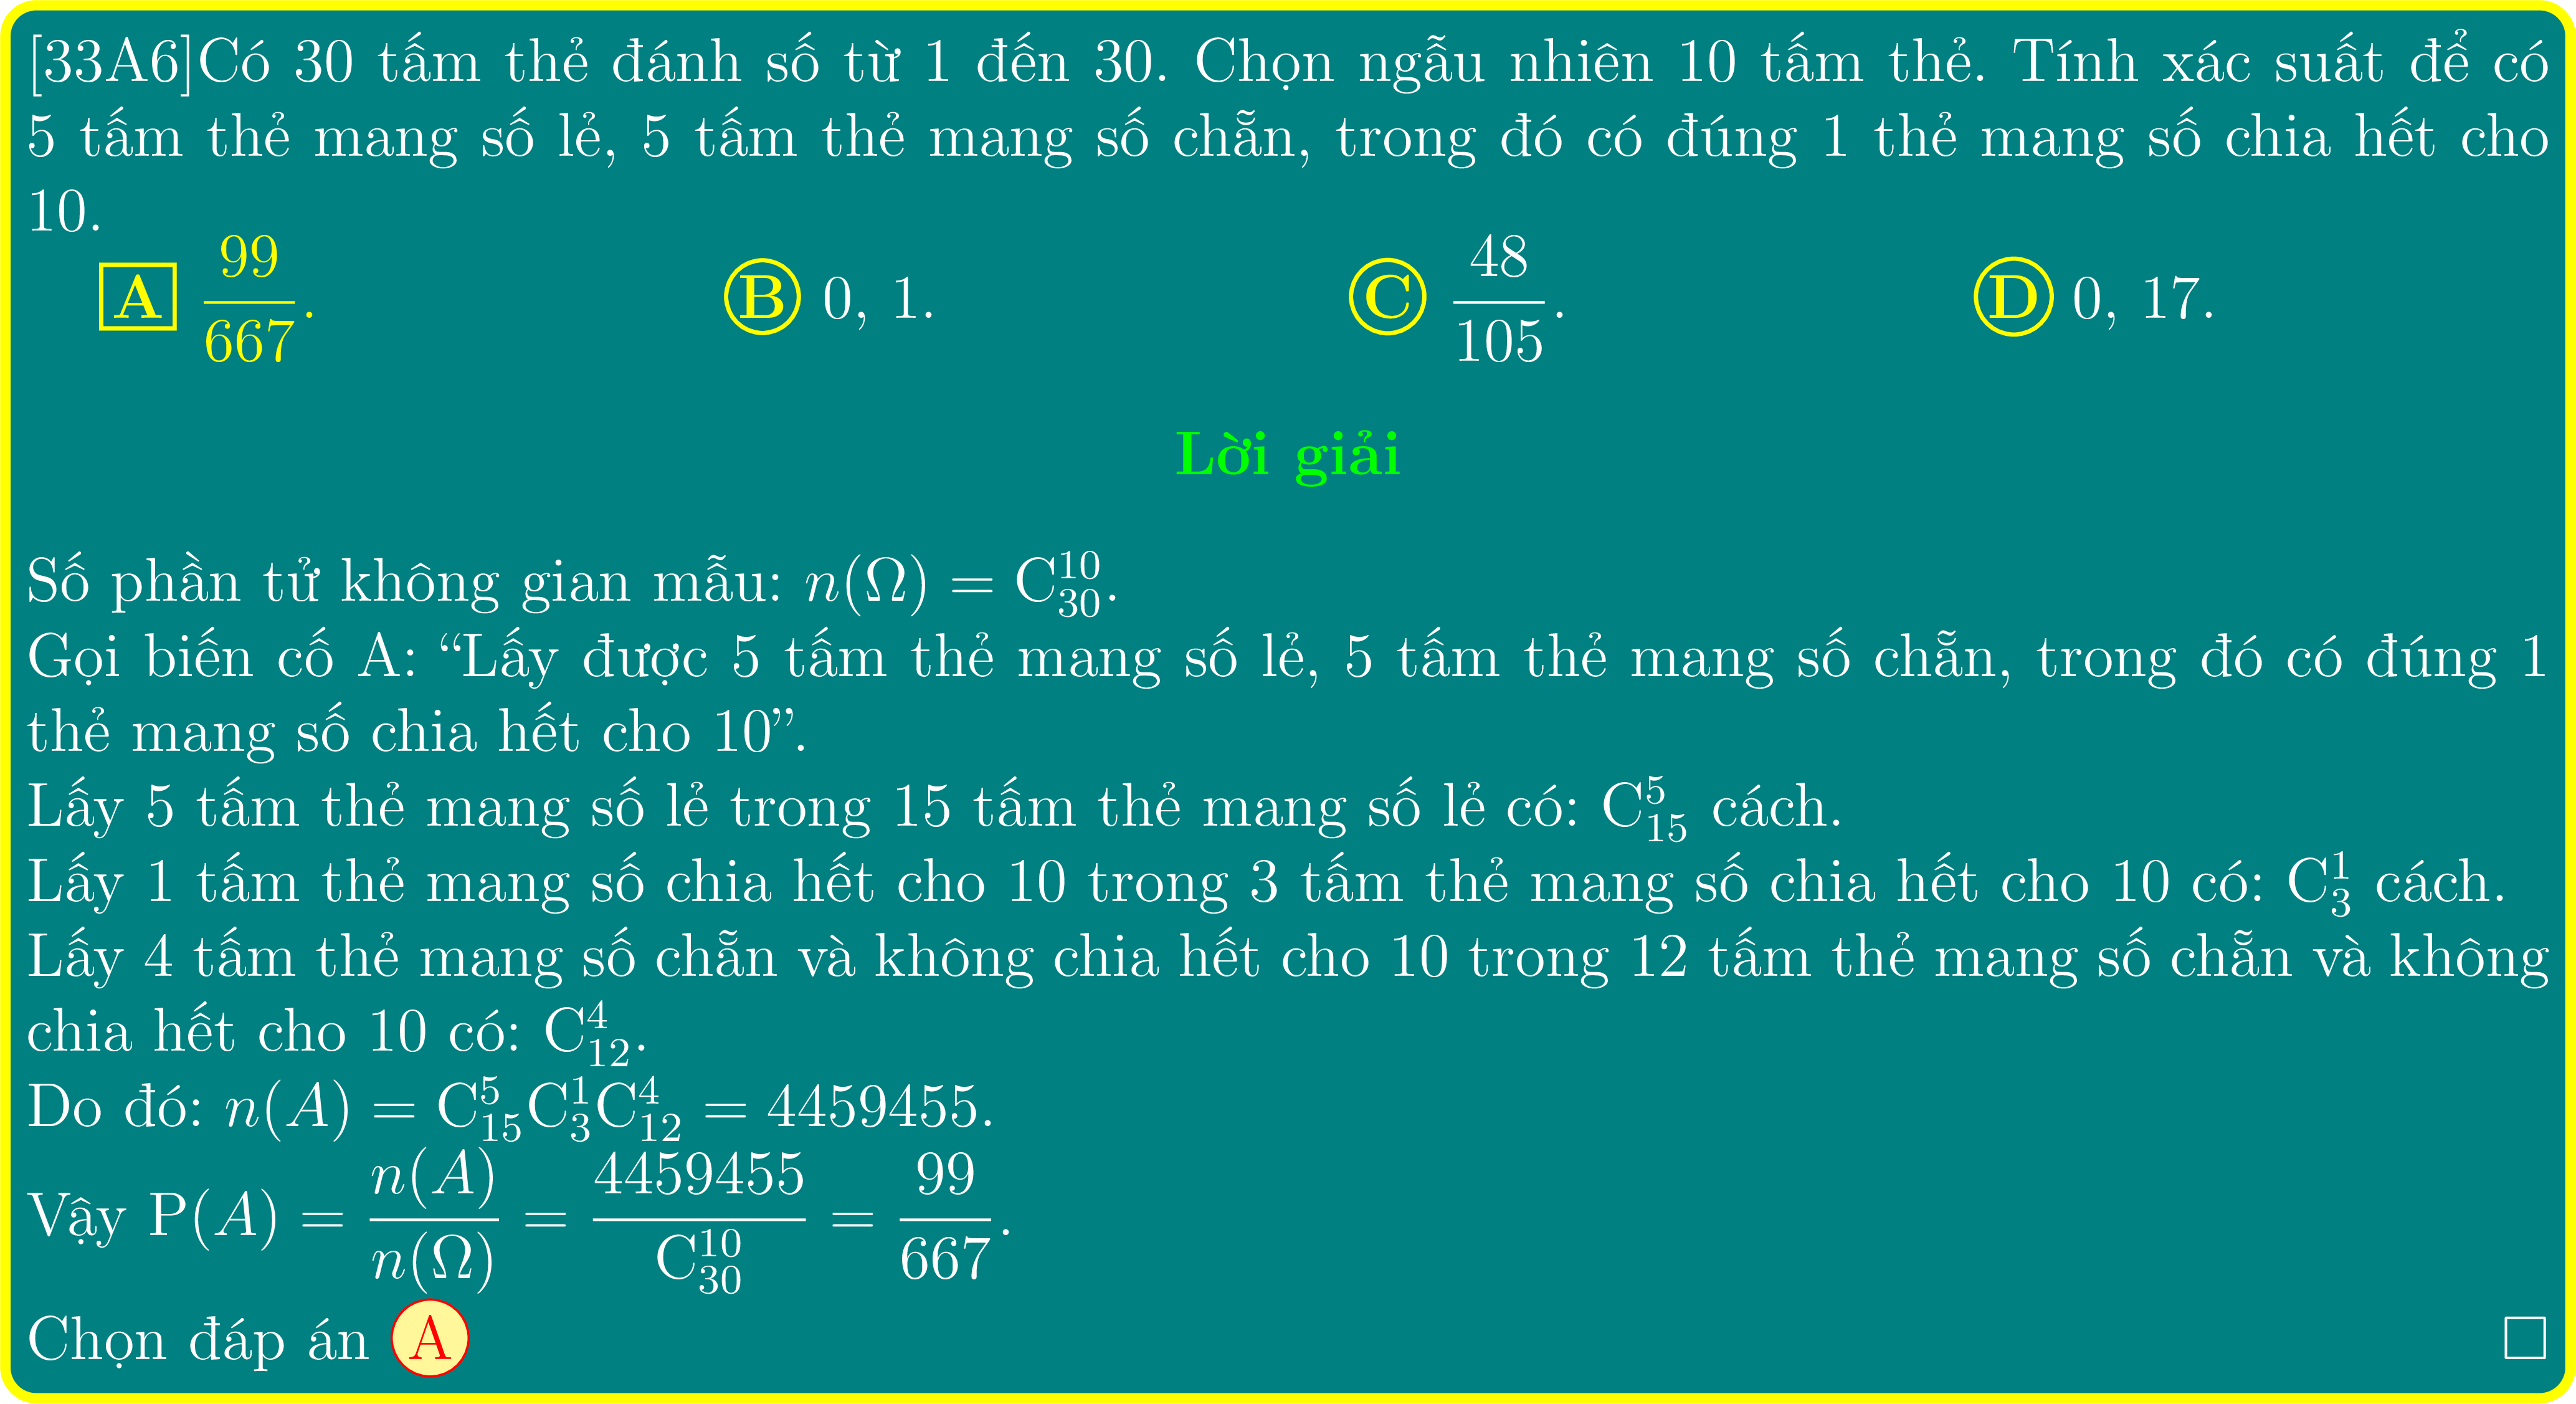 [33A6]Có 30 tấm thẻ đánh số từ 1 đến 30. Chọn ngẫu nhiên 10 tấm thẻ. Tính xác suất để có
5 tấm thẻ mang số lẻ, 5 tấm thẻ mang số chẵn, trong đó có đúng 1 thẻ mang số chia hết cho
10.
A 99/667. B 0, 1. C 48/105. D 0, 17.
Lời giải
Số phần tử không gian mẫu: n(Ω) = C_{30}^{10}.
Gọi biến cố A: “Lấy được 5 tấm thẻ mang số lẻ, 5 tấm thẻ mang số chẵn, trong đó có đúng 1
thẻ mang số chia hết cho 10”.
Lấy 5 tấm thẻ mang số lẻ trong 15 tấm thẻ mang số lẻ có: C_{15}^{5} cách.
Lấy 1 tấm thẻ mang số chia hết cho 10 trong 3 tấm thẻ mang số chia hết cho 10 có: C_{3}^{1} cách.
Lấy 4 tấm thẻ mang số chẵn và không chia hết cho 10 trong 12 tấm thẻ mang số chẵn và không
chia hết cho 10 có: C_{12}^{4}.
Do đó: n(A) = C_{15}^{5}C_{3}^{1}C_{12}^{4} = 4459455.
Vậy P(A) = n(A)/n(Ω) = 4459455/C_{30}^{10} = 99/667.
Chọn đáp án A □